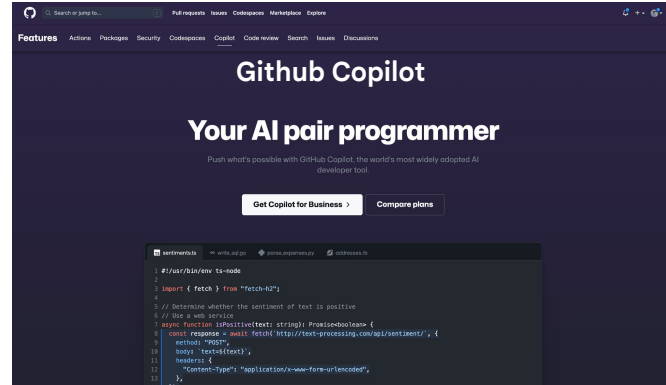 Search or jump to... /
Pull requests Issues Codespaces Marketplace Explore
Features Actions Packages Security Codespaces Copilot Code review Search Issues Discussions
Github Copilot
Your AI pair programmer
Push what's possible with GitHub Copilot, the world's most widely adopted AI
developer tool.
Get Copilot for Business > Compare plans
sentiments.ts write_sql.go parse_expenses.py addresses.rb
1 #!/usr/bin/env ts-node
2
3 import { fetch } from "fetch-h2";
4
5 // Determine whether the sentiment of text is positive
6 // Use a web service
7 async function isPositive(text: string): Promise<boolean> {
8 const response = await fetch(`http://text-processing.com/api/sentiment/`, {
9 method: "POST",
10 body: `text=${text}`,
11 headers: {
12 "Content-Type": "application/x-www-form-urlencoded",
13 },